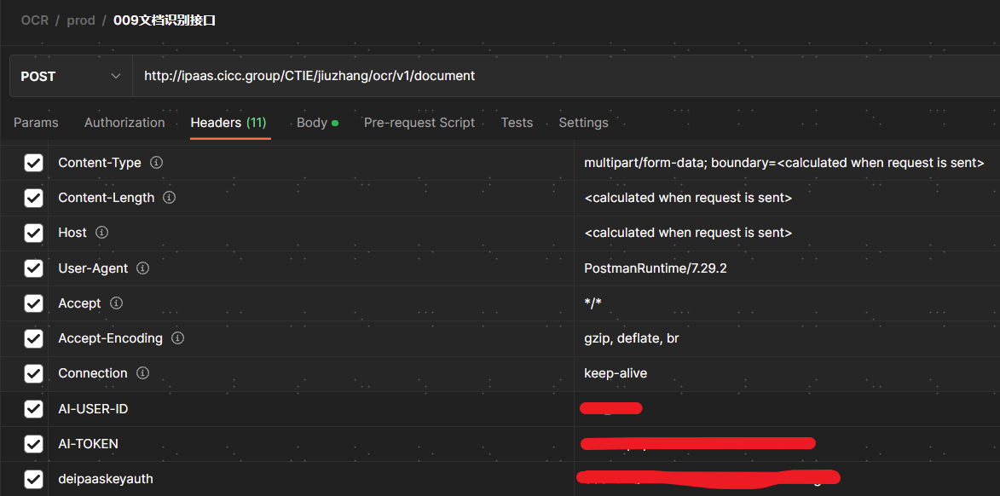 OCR / prod / 009文档识别接口
POST http://ipaas.cicc.group/CTIE/jiuzhang/ocr/v1/document
Params Authorization Headers (11) Body Pre-request Script Tests Settings
Content-Type multipart/form-data; boundary=<calculated when request is sent>
Content-Length <calculated when request is sent>
Host <calculated when request is sent>
User-Agent PostmanRuntime/7.29.2
Accept */*
Accept-Encoding gzip, deflate, br
Connection keep-alive
AI-USER-ID
AI-TOKEN
deipaaskeyauth